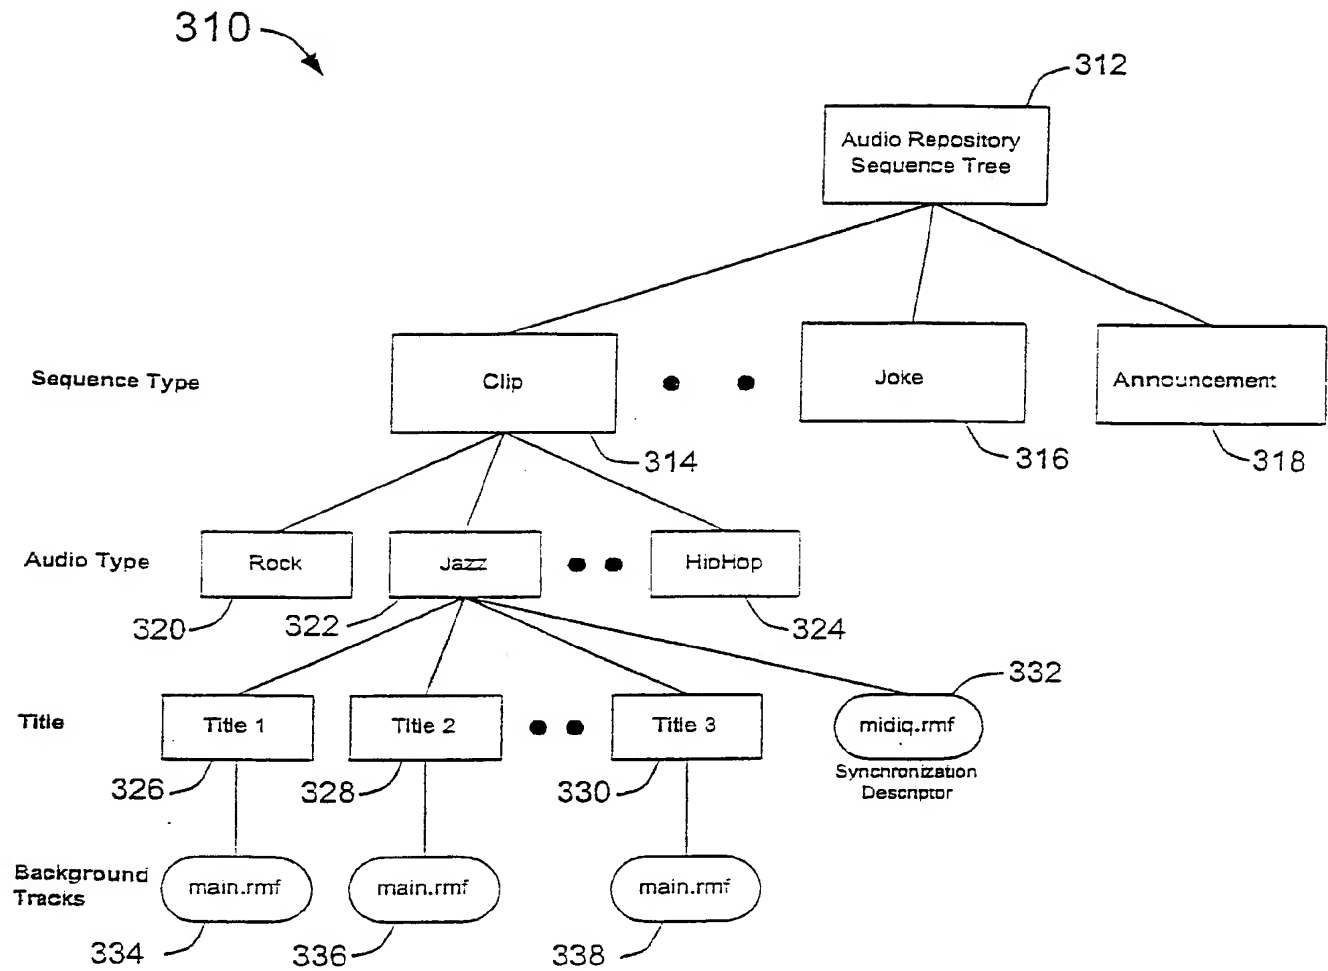 310
312
Audio Repository
Sequence Tree
Sequence Type
Clip
Joke
Announcement
314
316
318
Audio Type
Rock
Jazz
HipHop
320
322
324
332
Title
Title 1
Title 2
Title 3
midiq.rmf
Synchronization
Descriptor
326
328
330
Background
Tracks
main.rmf
main.rmf
main.rmf
334
336
338